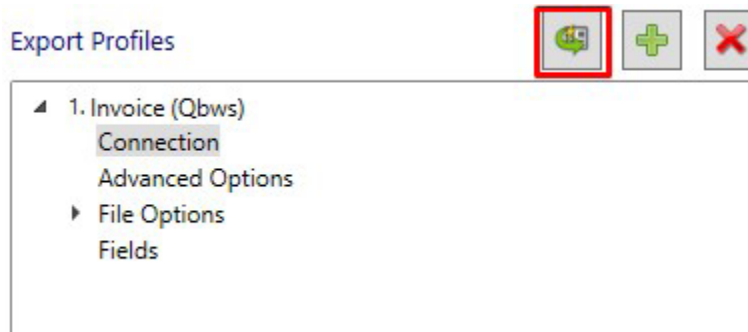 Export Profiles
1. Invoice (Qbws)
Connection
Advanced Options
File Options
Fields